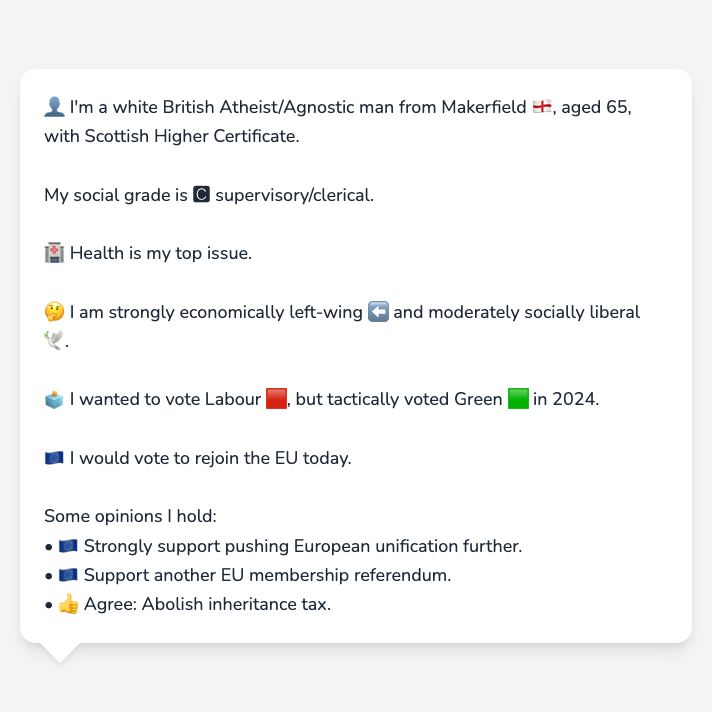 👤 I'm a white British Atheist/Agnostic man from Makerfield 🏴󠁧󠁢󠁥󠁮󠁧󠁿, aged 65,
with Scottish Higher Certificate.
My social grade is 🅲 supervisory/clerical.
🏥 Health is my top issue.
🤔 I am strongly economically left-wing ⬅️ and moderately socially liberal
🕊️.
🗳️ I wanted to vote Labour 🟥, but tactically voted Green 🟩 in 2024.
🇪🇺 I would vote to rejoin the EU today.
Some opinions I hold:
• 🇪🇺 Strongly support pushing European unification further.
• 🇪🇺 Support another EU membership referendum.
• 👍 Agree: Abolish inheritance tax.